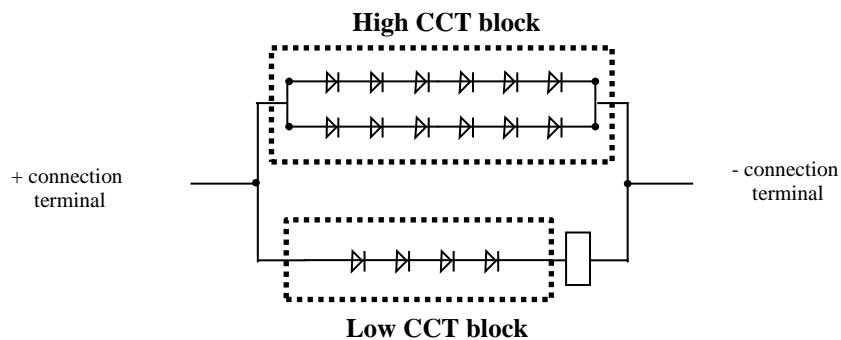 High CCT block
+ connection
terminal
- connection
terminal
Low CCT block